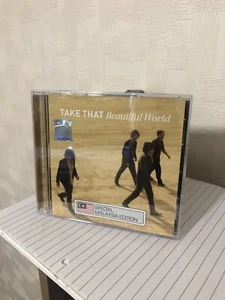 TAKE THAT Beautiful World
SPECIAL
MALAYSIA EDITION